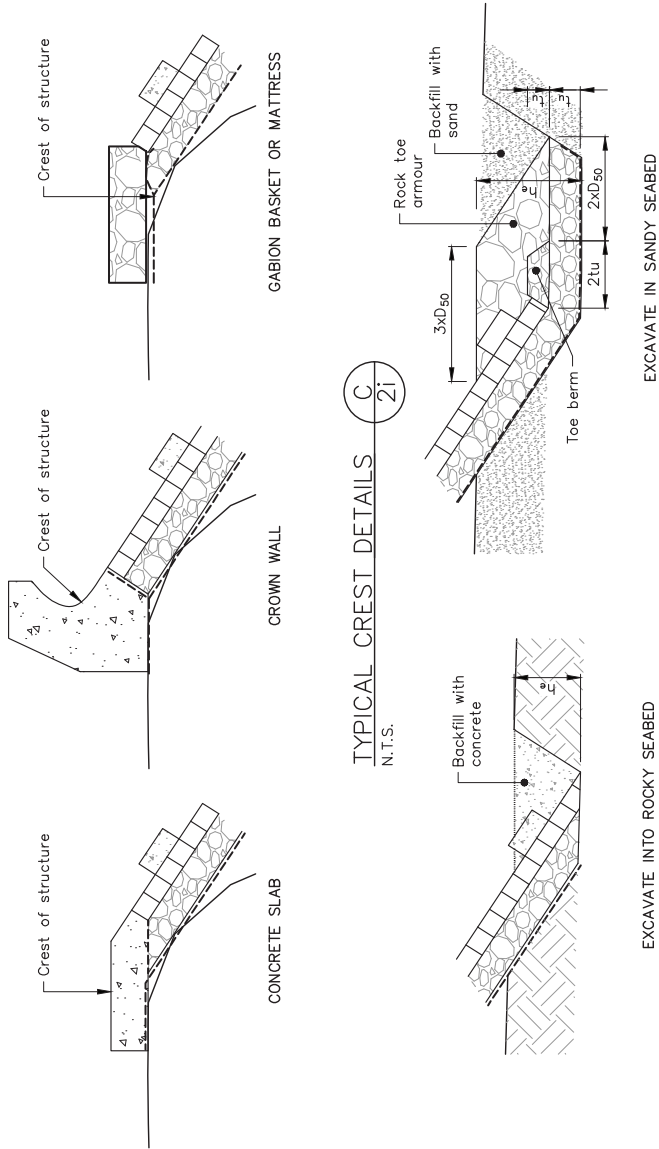 Crest of structure
CONCRETE SLAB
Crest of structure
CROWN WALL
Crest of structure
GABION BASKET OR MATTRESS
TYPICAL CREST DETAILS
N.T.S.
C
2i
Backfill with
concrete
he
EXCAVATE INTO ROCKY SEABED
3xD50
Rock toe
armour
Backfill with
sand
he
tu
tu
Toe berm
2tu
2xD50
EXCAVATE IN SANDY SEABED